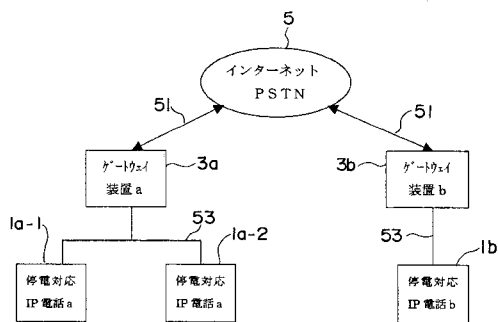 5
インターネット
PSTN
51
51
ゲートウェイ
装置a
3a
3b
ゲートウェイ
装置b
1a-1
53
1a-2
53
1b
停電対応
IP電話a
停電対応
IP電話a
停電対応
IP電話b